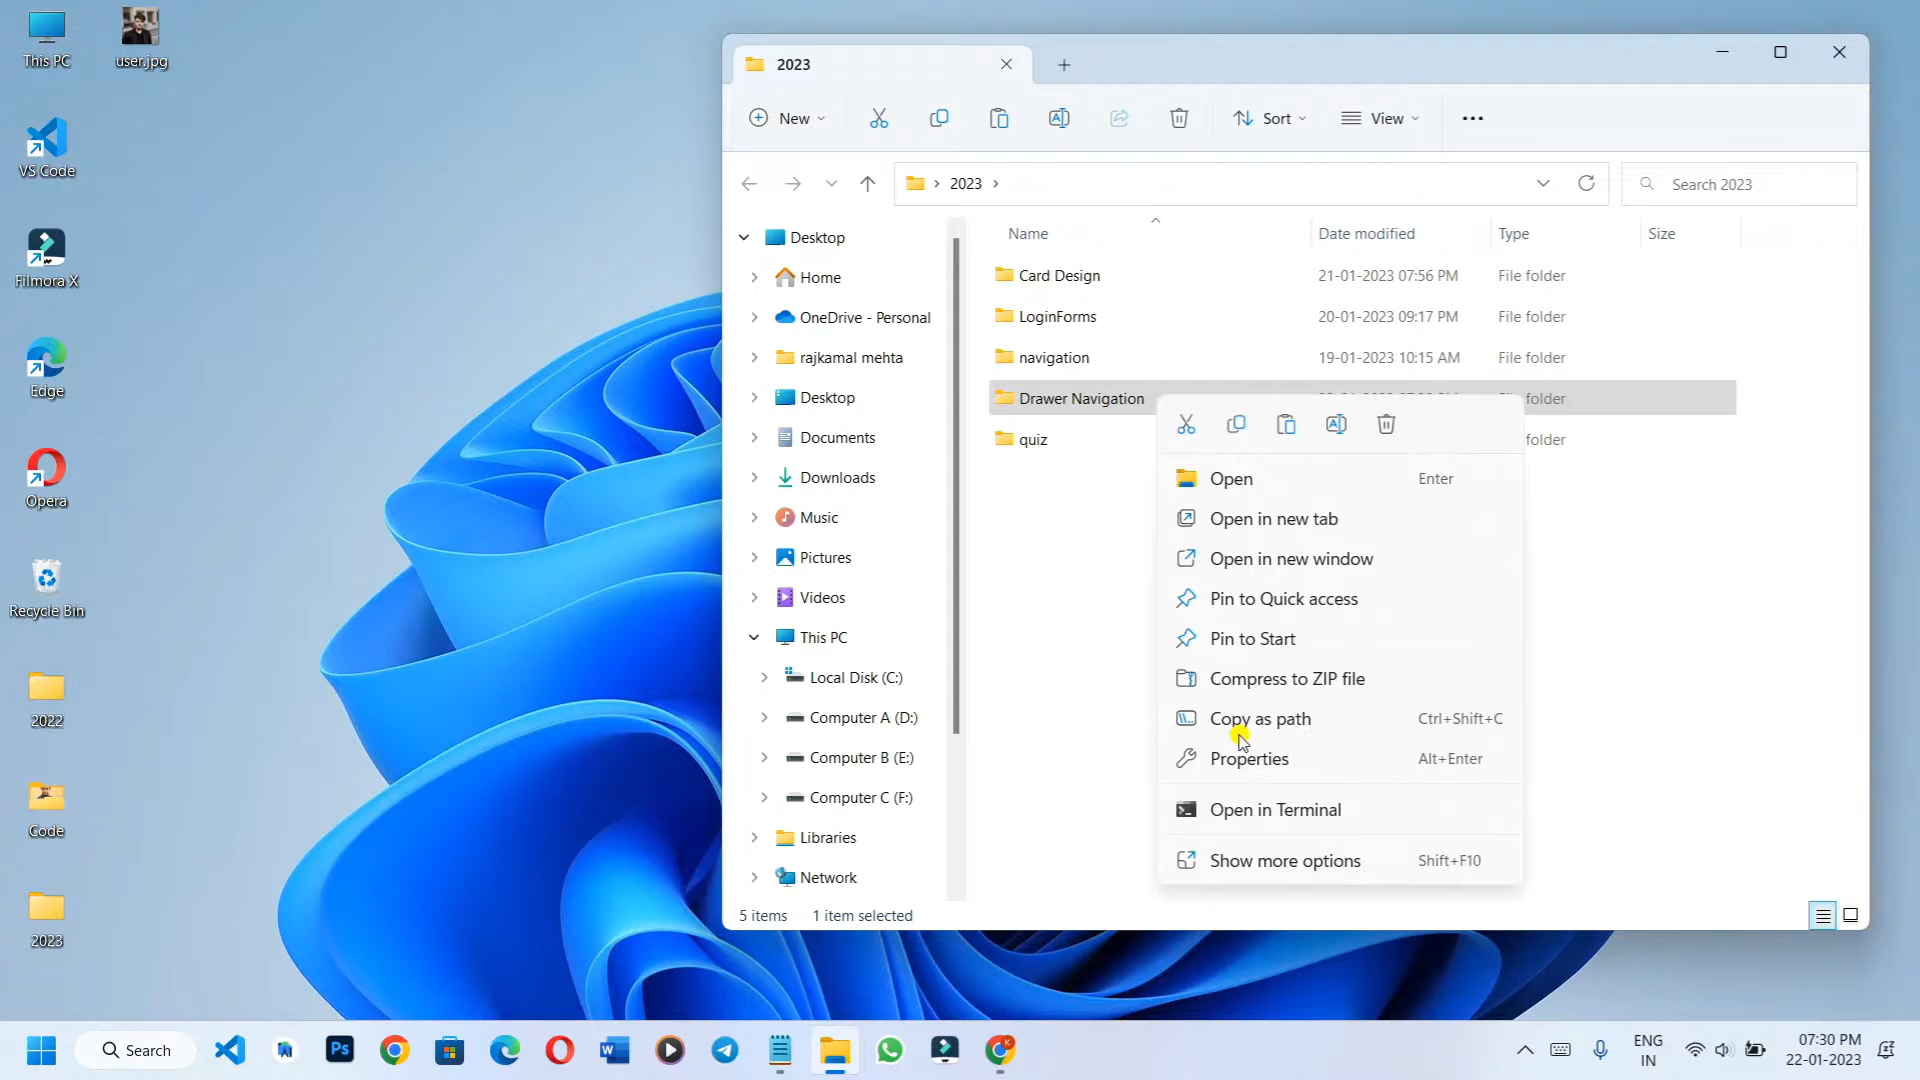 This PC
user.jpg
VS Code
Filmora X
Edge
Opera
Recycle Bin
2022
Code
2023
2023
New
Sort
View
2023
Search 2023
Desktop
Home
OneDrive - Personal
rajkamal mehta
Desktop
Documents
Downloads
Music
Pictures
Videos
This PC
Local Disk (C:)
Computer A (D:)
Computer B (E:)
Computer C (F:)
Libraries
Network
Name Date modified Type Size
Card Design 21-01-2023 07:56 PM File folder
LoginForms 20-01-2023 09:17 PM File folder
navigation 19-01-2023 10:15 AM File folder
Drawer Navigation folder
quiz folder
Open Enter
Open in new tab
Open in new window
Pin to Quick access
Pin to Start
Compress to ZIP file
Copy as path Ctrl+Shift+C
Properties Alt+Enter
Open in Terminal
Show more options Shift+F10
5 items 1 item selected
Search
Ps
W
K
ENG
IN
07:30 PM
22-01-2023